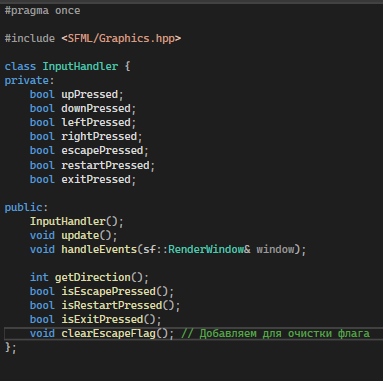 #pragma once
#include <SFML/Graphics.hpp>
class InputHandler {
private:
bool upPressed;
bool downPressed;
bool leftPressed;
bool rightPressed;
bool escapePressed;
bool restartPressed;
bool exitPressed;
public:
InputHandler();
void update();
void handleEvents(sf::RenderWindow& window);
int getDirection();
bool isEscapePressed();
bool isRestartPressed();
bool isExitPressed();
void clearEscapeFlag(); // Добавляем для очистки флага
};